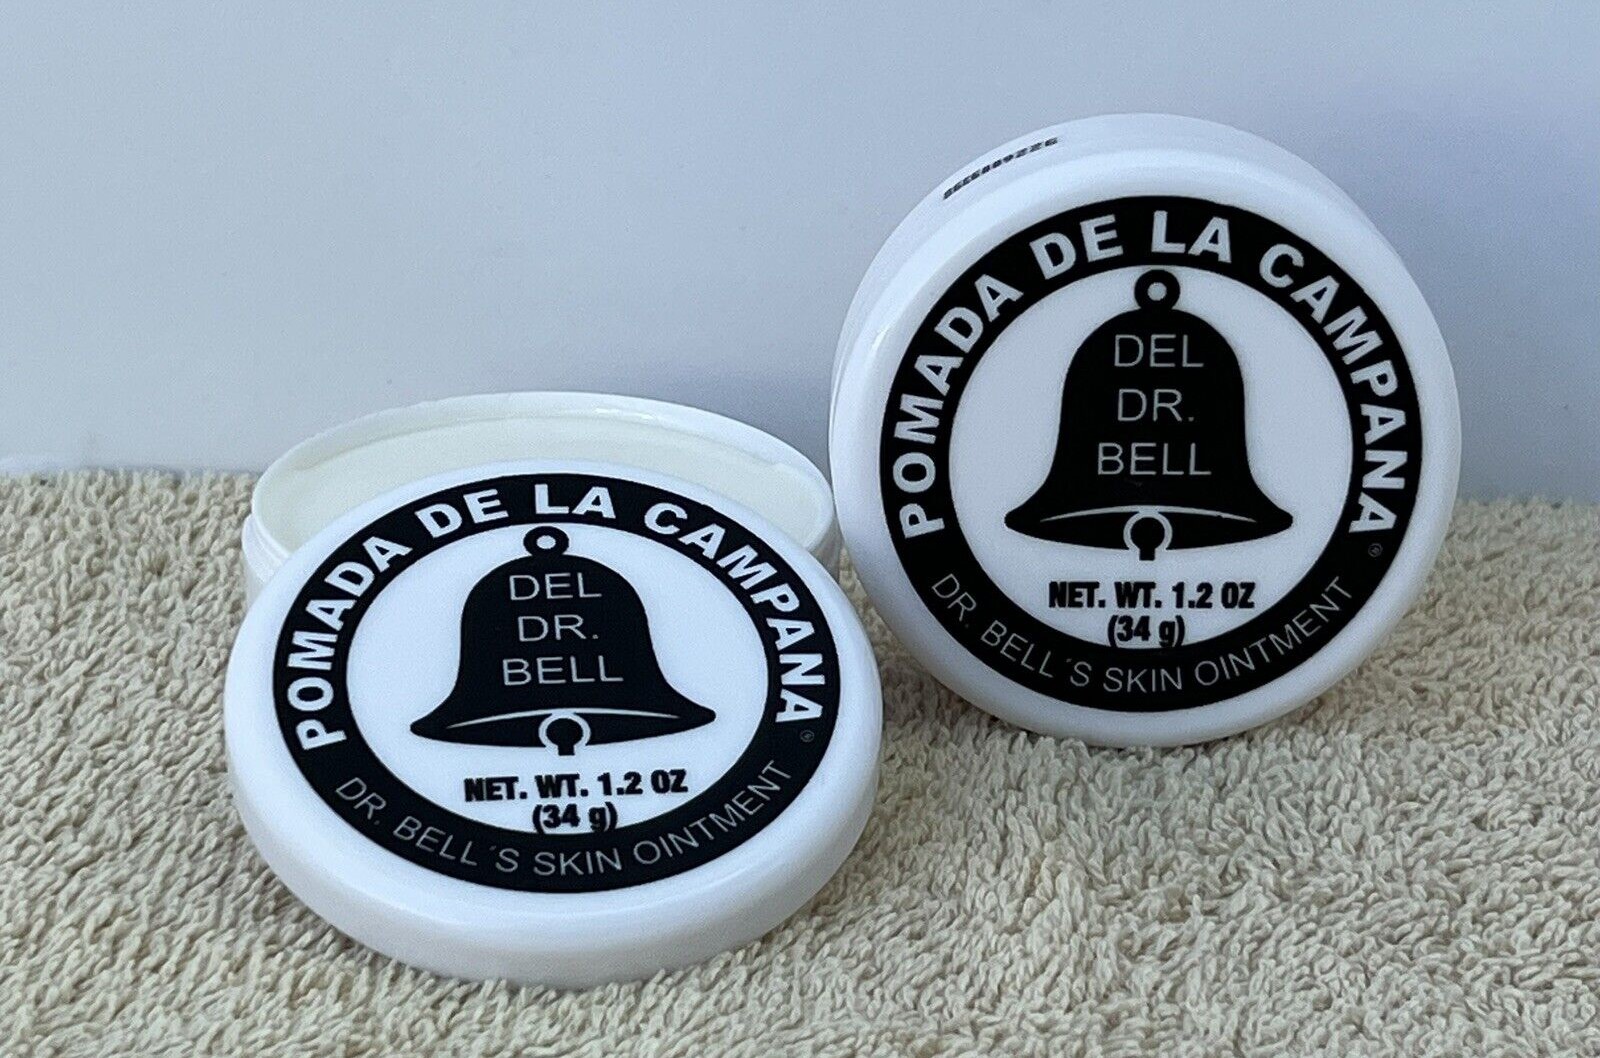 POMADA DE LA CAMPANA
DEL
DR.
BELL
NET. WT. 1.2 OZ
(34 g)
DR. BELL´S SKIN OINTMENT
POMADA DE LA CAMPANA
®
DEL
DR.
BELL
NET. WT. 1.2 OZ
(34 g)
DR. BELL´S SKIN OINTMENT